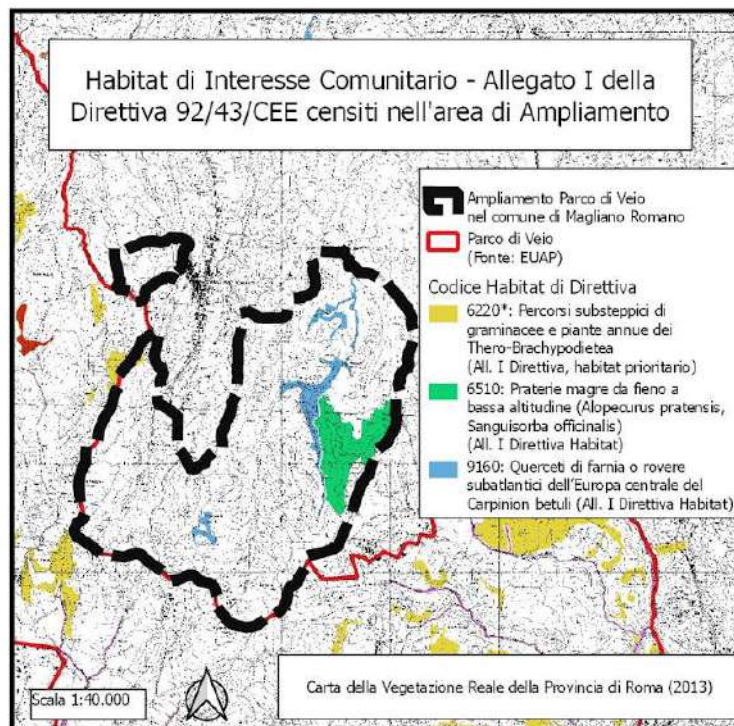 Habitat di Interesse Comunitario - Allegato I della
Direttiva 92/43/CEE censiti nell'area di Ampliamento
Ampliamento Parco di Veio
nel comune di Magliano Romano
Parco di Veio
(Fonte: EUAP)
Codice Habitat di Direttiva
6220*: Percorsi substeppici di
graminacee e piante annue dei
Thero-Brachypodietea
(All. I Direttiva, habitat prioritario)
6510: Praterie magre da fieno a
bassa altitudine (Alopecurus pratensis,
Sanguisorba officinalis)
(All. I Direttiva Habitat)
9160: Querceti di farnia o rovere
subatlantici dell'Europa centrale del
Carpinion betuli (All. I Direttiva Habitat)
Scala 1:40.000
Carta della Vegetazione Reale della Provincia di Roma (2013)